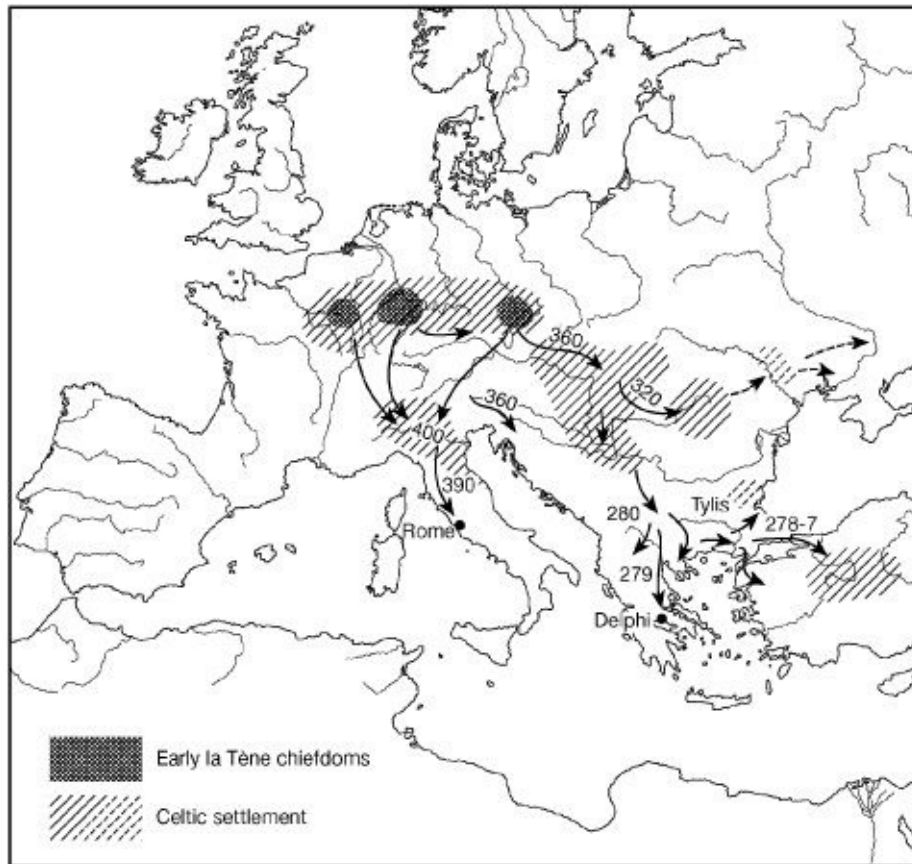 360
320
360
400
390
Rome
Tylis
280
278-7
279
Delphi
Early la Tène chiefdoms
Celtic settlement